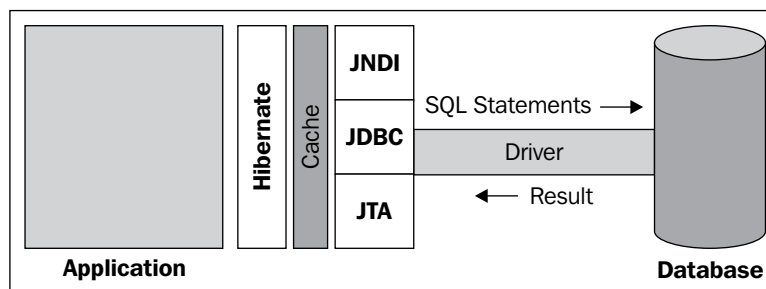 JNDI
SQL Statements
Hibernate
Cache
JDBC
Driver
JTA
Result
Application
Database